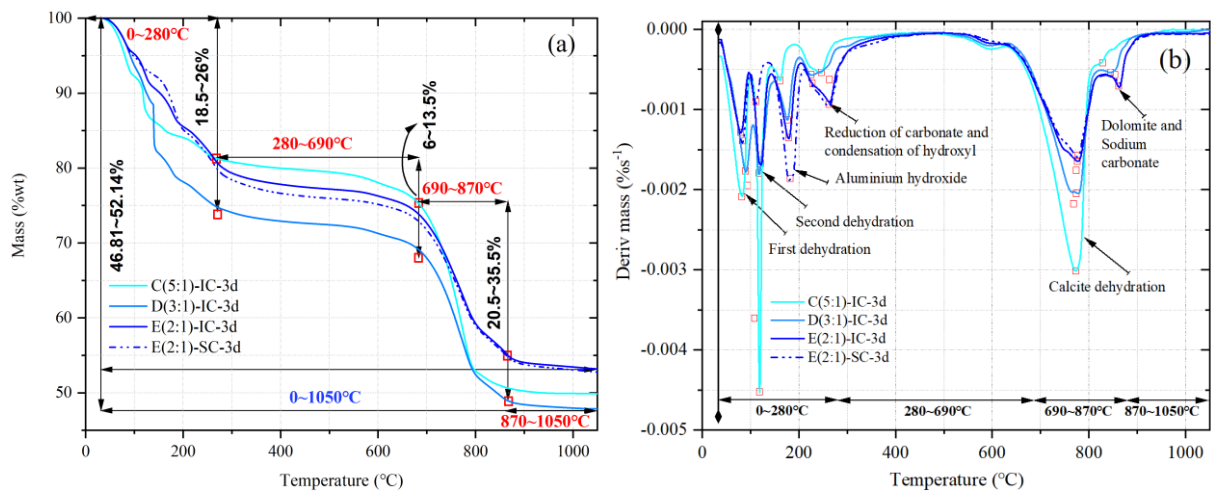 (a)
0~280℃
18.5~26%
6~13.5%
280~690℃
690~870℃
46.81~52.14%
20.5~35.5%
C(5:1)-IC-3d
D(3:1)-IC-3d
E(2:1)-IC-3d
E(2:1)-SC-3d
0~1050℃
870~1050℃
100
90
80
70
60
50
Mass (%wt)
0
200
400
600
800
1000
Temperature (℃)
(b)
Reduction of carbonate and
condensation of hydroxyl
Aluminium hydroxide
Second dehydration
First dehydration
Dolomite and
Sodium
carbonate
Calcite dehydration
C(5:1)-IC-3d
D(3:1)-IC-3d
E(2:1)-IC-3d
E(2:1)-SC-3d
0~280℃
280~690℃
690~870℃
870~1050℃
0.000
-0.001
-0.002
-0.003
-0.004
-0.005
Deriv mass (%s⁻¹)
0
200
400
600
800
1000
Temperature (℃)